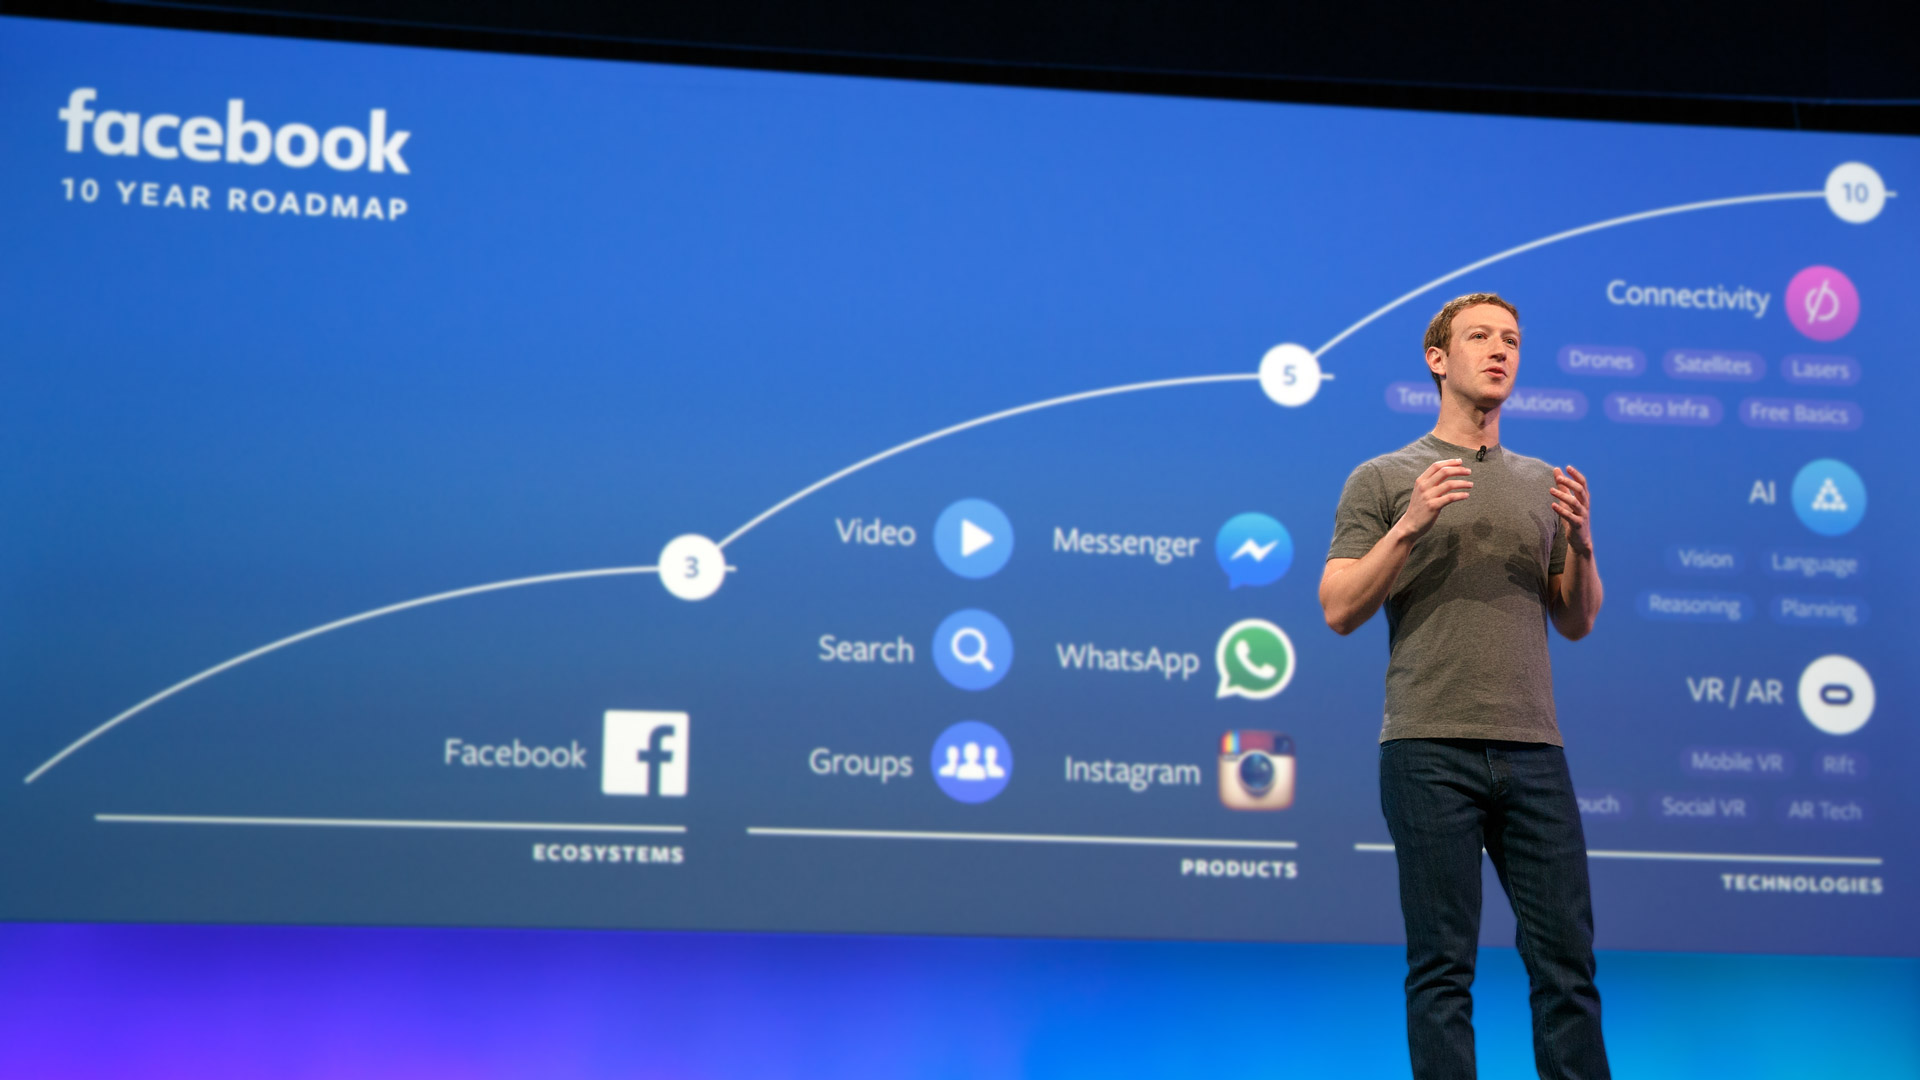 facebook
10 YEAR ROADMAP
3
5
10
Facebook
ECOSYSTEMS
Video
Messenger
Search
WhatsApp
Groups
Instagram
PRODUCTS
Connectivity
Drones Satellites Lasers
Telco Infra Free Basics
AI
Vision Language
Reasoning Planning
VR / AR
Mobile VR Rift
Social VR AR Tech
TECHNOLOGIES